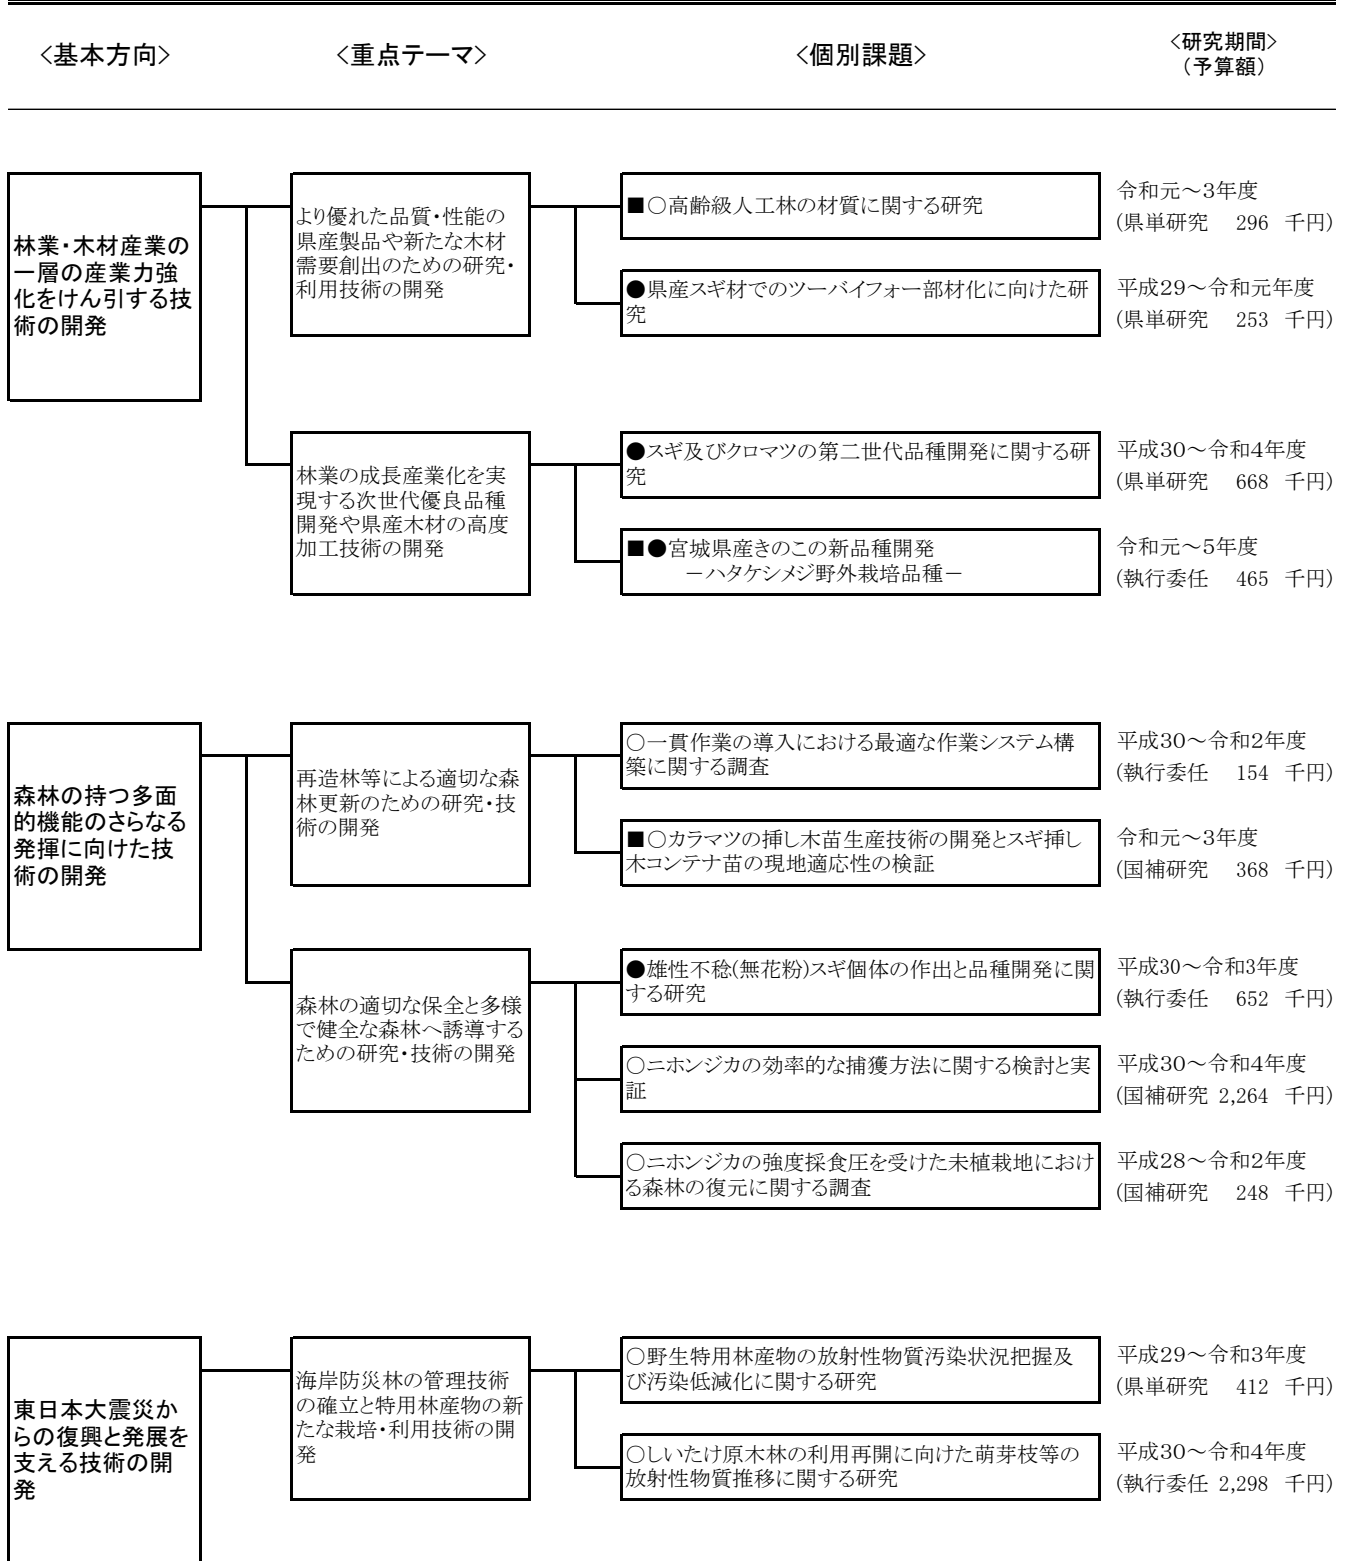 <基本方向>
<重点テーマ>
<個別課題>
<研究期間>
(予算額)
林業・木材産業の
一層の産業力強
化をけん引する技
術の開発
より優れた品質・性能の
県産製品や新たな木材
需要創出のための研究・
利用技術の開発
■○高齢級人工林の材質に関する研究
令和元～3年度
(県単研究 296 千円)
●県産スギ材でのツーバイフォー部材化に向けた研
究
平成29～令和元年度
(県単研究 253 千円)
林業の成長産業化を実
現する次世代優良品種
開発や県産木材の高度
加工技術の開発
●スギ及びクロマツの第二世代品種開発に関する研
究
平成30～令和4年度
(県単研究 668 千円)
■●宮城県産きのこの新品種開発
－ハタケシメジ野外栽培品種－
令和元～5年度
(執行委任 465 千円)
森林の持つ多面
的機能のさらなる
発揮に向けた技
術の開発
再造林等による適切な森
林更新のための研究・技
術の開発
○一貫作業の導入における最適な作業システム構
築に関する調査
平成30～令和2年度
(執行委任 154 千円)
■○カラマツの挿し木苗生産技術の開発とスギ挿し
木コンテナ苗の現地適応性の検証
令和元～3年度
(国補研究 368 千円)
森林の適切な保全と多様
で健全な森林へ誘導する
ための研究・技術の開発
●雄性不稔(無花粉)スギ個体の作出と品種開発に関
する研究
平成30～令和3年度
(執行委任 652 千円)
○ニホンジカの効率的な捕獲方法に関する検討と実
証
平成30～令和4年度
(国補研究 2,264 千円)
○ニホンジカの強度採食圧を受けた未植栽地におけ
る森林の復元に関する調査
平成28～令和2年度
(国補研究 248 千円)
東日本大震災か
らの復興と発展を
支える技術の開
発
海岸防災林の管理技術
の確立と特用林産物の新
たな栽培・利用技術の開
発
○野生特用林産物の放射性物質汚染状況把握及
び汚染低減化に関する研究
平成29～令和3年度
(県単研究 412 千円)
○しいたけ原木林の利用再開に向けた萌芽枝等の
放射性物質推移に関する研究
平成30～令和4年度
(執行委任 2,298 千円)